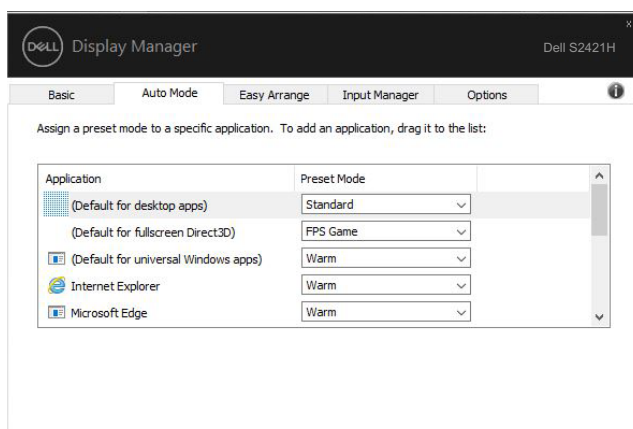 DELL Display Manager Dell S2421H x
Basic Auto Mode Easy Arrange Input Manager Options
Assign a preset mode to a specific application. To add an application, drag it to the list:
Application Preset Mode
(Default for desktop apps) Standard
(Default for fullscreen Direct3D) FPS Game
(Default for universal Windows apps) Warm
Internet Explorer Warm
Microsoft Edge Warm